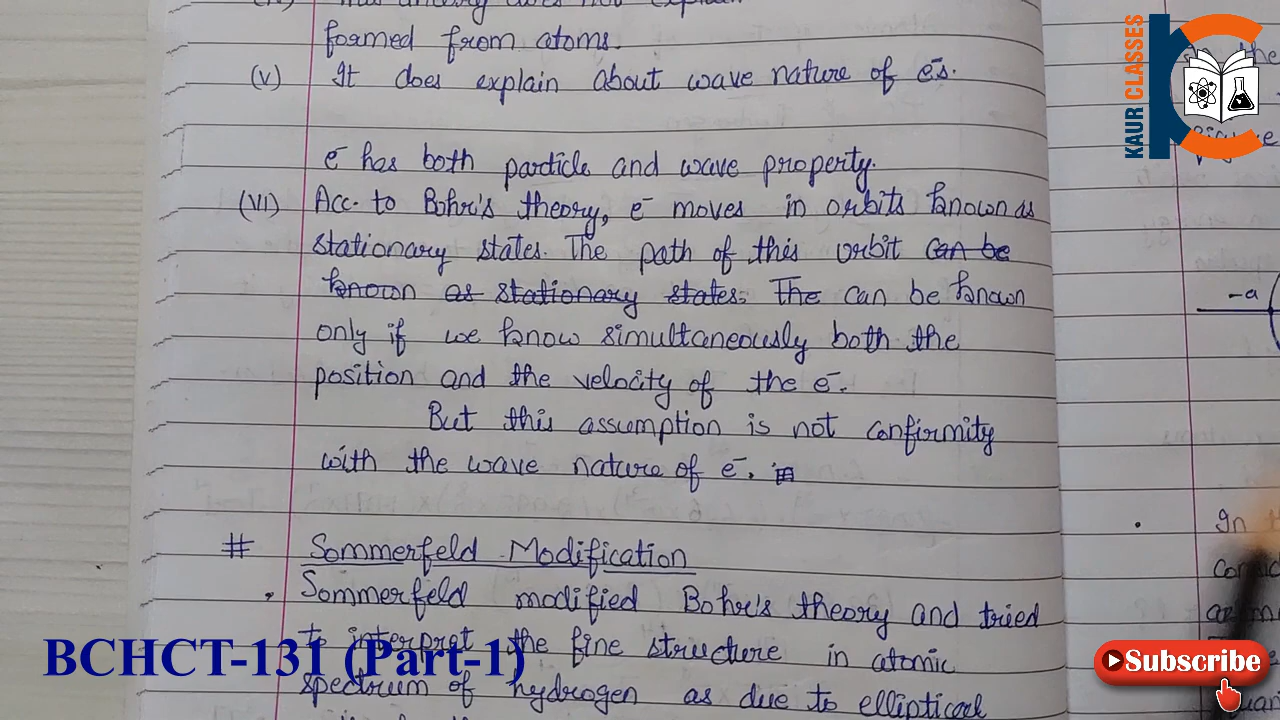 formed from atoms.
(v) It does explain about wave nature of e⁻s.
e⁻ has both particle and wave property.
(VI) Acc. to Bohr's theory, e⁻ moves in orbits known as
stationary states. The path of this orbit can be
known as stationary states. The can be known
only if we know simultaneously both the
position and the velocity of the e⁻.
But this assumption is not confirmity
with the wave nature of e⁻.
# Sommerfeld Modification
Sommerfeld modified Bohr's theory and tried
to interpret the fine structure in atomic
spectrum of hydrogen as due to elliptical
-a
In
KAUR CLASSES
BCHCT-131 (Part-1)
Subscribe